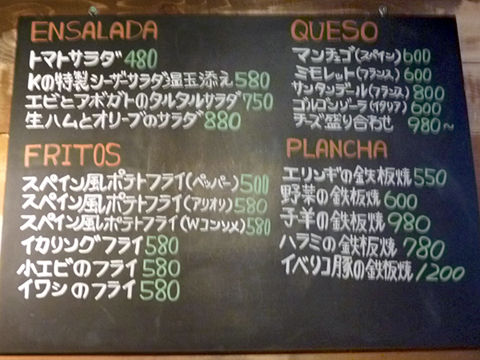 ENSALADA
トマトサラダ 480
Kの特製シーザーサラダ温玉添え 580
エビとアボガトのタルタルサラダ 750
生ハムとオリーブのサラダ 880
FRITOS
スペイン風ポテトフライ(ペッパー) 500
スペイン風ポテトフライ(アリオリ) 580
スペイン風ポテトフライ(Wコンソメ) 580
イカリングフライ 580
小エビのフライ 580
イワシのフライ 580
QUESO
マンチェゴ(スペイン) 600
ミモレット(フランス) 600
サンタンデール(フランス) 800
ゴルゴンゾーラ(イタリア) 600
チーズ盛り合わせ 980~
PLANCHA
エリンギの鉄板焼 550
野菜の鉄板焼 600
子羊の鉄板焼 980
ハラミの鉄板焼 780
イベリコ豚の鉄板焼 1200